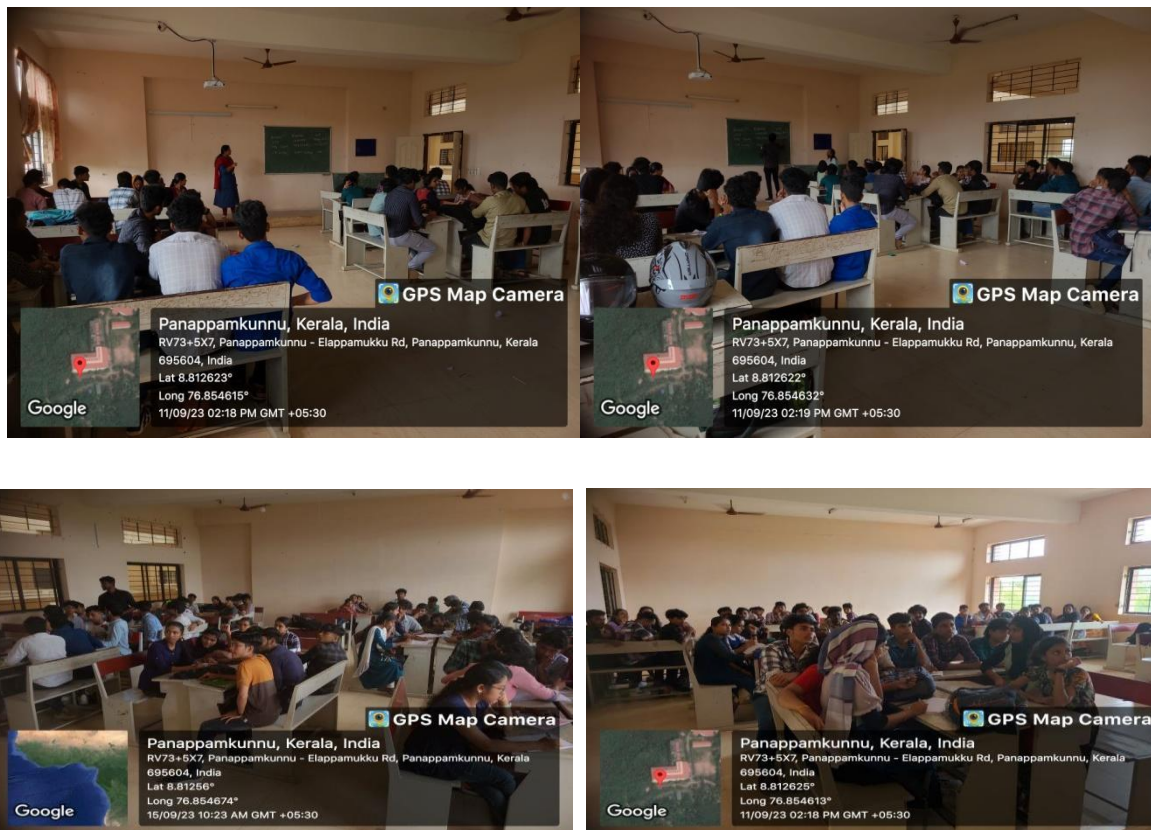 GPS Map Camera
Panappamkunnu, Kerala, India
RV73+5X7, Panappamkunnu - Elappamukku Rd, Panappamkunnu, Kerala
695604, India
Lat 8.812623°
Long 76.854615°
11/09/23 02:18 PM GMT +05:30
Google
GPS Map Camera
Panappamkunnu, Kerala, India
RV73+5X7, Panappamkunnu - Elappamukku Rd, Panappamkunnu, Kerala
695604, India
Lat 8.812622°
Long 76.854632°
11/09/23 02:19 PM GMT +05:30
Google
GPS Map Camera
Panappamkunnu, Kerala, India
RV73+5X7, Panappamkunnu - Elappamukku Rd, Panappamkunnu, Kerala
695604, India
Lat 8.81256°
Long 76.854674°
15/09/23 10:23 AM GMT +05:30
Google
GPS Map Camera
Panappamkunnu, Kerala, India
RV73+5X7, Panappamkunnu - Elappamukku Rd, Panappamkunnu, Kerala
695604, India
Lat 8.812625°
Long 76.854613°
11/09/23 02:18 PM GMT +05:30
Google